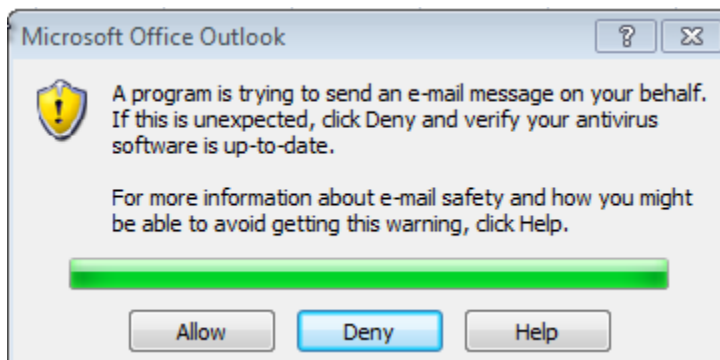 Microsoft Office Outlook
A program is trying to send an e-mail message on your behalf.
If this is unexpected, click Deny and verify your antivirus
software is up-to-date.
For more information about e-mail safety and how you might
be able to avoid getting this warning, click Help.
Allow Deny Help